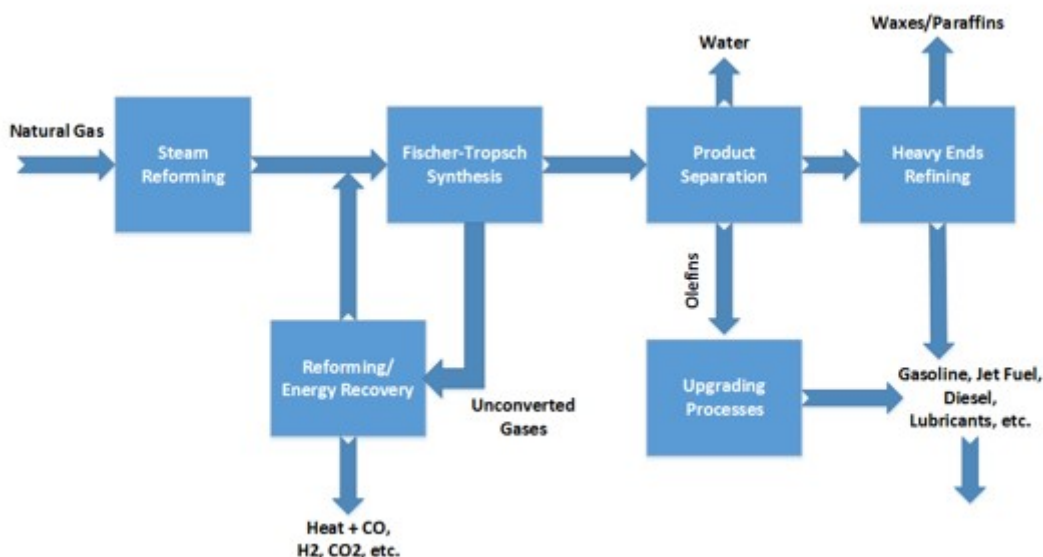 Water
Waxes/Paraffins
Natural Gas
Steam
Reforming
Fischer-Tropsch
Synthesis
Product
Separation
Heavy Ends
Refining
Olefins
Reforming/
Energy Recovery
Unconverted
Gases
Upgrading
Processes
Gasoline, Jet Fuel,
Diesel,
Lubricants, etc.
Heat + CO,
H2, CO2, etc.